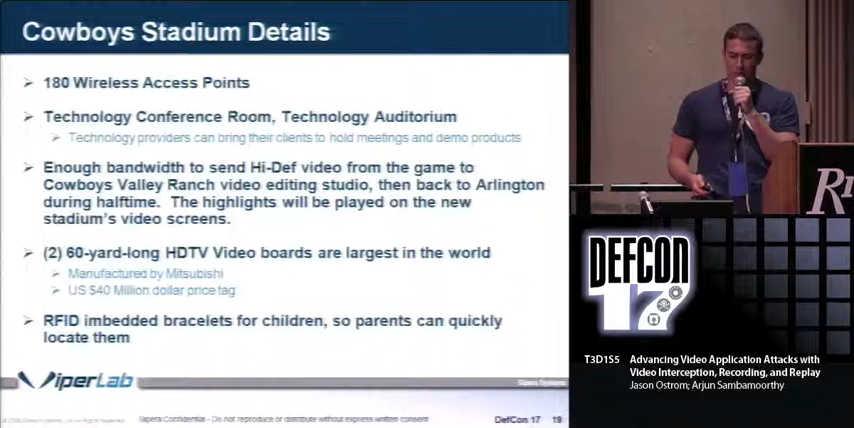 Cowboys Stadium Details
180 Wireless Access Points
Technology Conference Room, Technology Auditorium
Technology providers can bring their clients to hold meetings and demo products
Enough bandwidth to send Hi-Def video from the game to
Cowboys Valley Ranch video editing studio, then back to Arlington
during halftime. The highlights will be played on the new
stadium's video screens.
(2) 60-yard-long HDTV Video boards are largest in the world
Manufactured by Mitsubishi
US $40 Million dollar price tag
RFID imbedded bracelets for children, so parents can quickly
locate them
ViperLab
Sipera Systems
Sipera Confidential - Do not reproduce or distribute without express written consent
DefCon 17 19
DEFCON
17
T3D1S5 Advancing Video Application Attacks with
Video Interception, Recording, and Replay
Jason Ostrom; Arjun Sambamoorthy